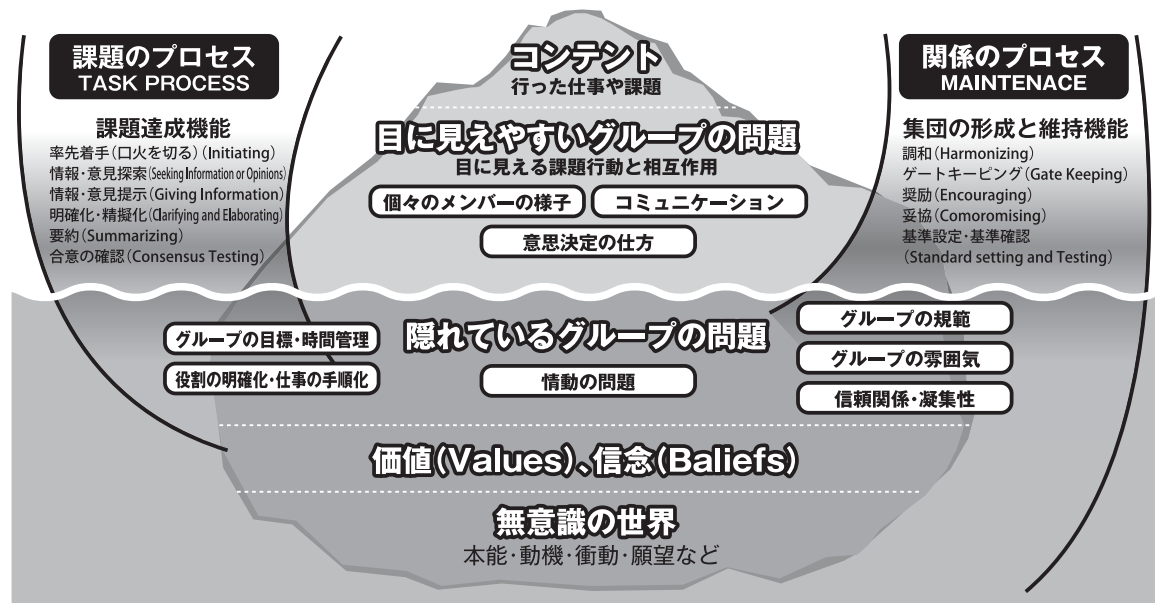 課題のプロセス
TASK PROCESS
課題達成機能
率先着手(口火を切る)(Initiating)
情報・意見探索(Seeking Information or Opinions)
情報・意見提示(Giving Information)
明確化・精擬化(Clarifying and Elaborating)
要約(Summarizing)
合意の確認(Consensus Testing)
コンテント
行った仕事や課題
目に見えやすいグループの問題
目に見える課題行動と相互作用
個々のメンバーの様子
コミュニケーション
意思決定の仕方
関係のプロセス
MAINTENACE
集団の形成と維持機能
調和(Harmonizing)
ゲートキーピング(Gate Keeping)
奨励(Encouraging)
妥協(Comoromising)
基準設定・基準確認
(Standard setting and Testing)
グループの目標・時間管理
役割の明確化・仕事の手順化
隠れているグループの問題
情動の問題
グループの規範
グループの雰囲気
信頼関係・凝集性
価値(Values)、信念(Baliefs)
無意識の世界
本能・動機・衝動・願望など